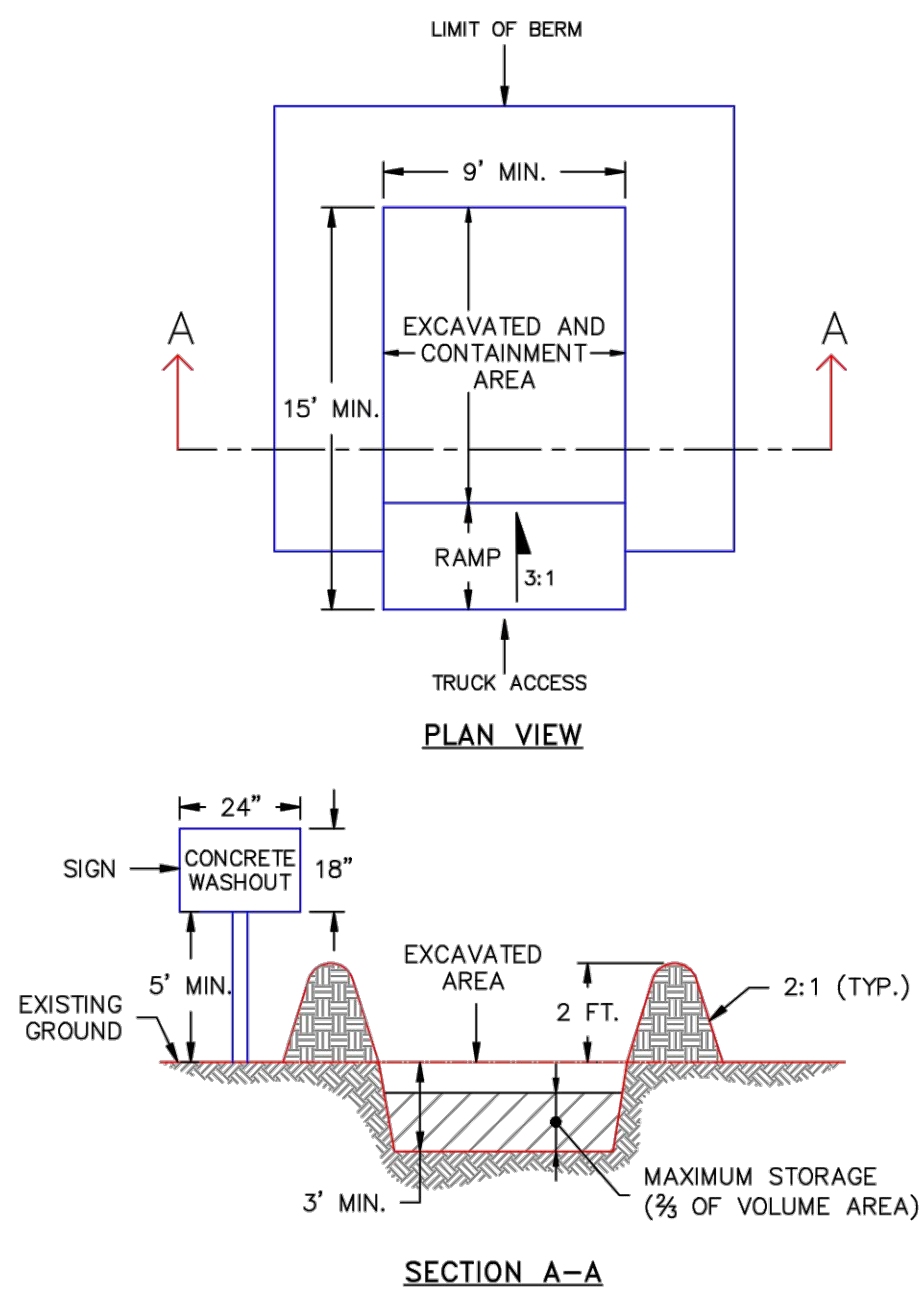 LIMIT OF BERM
9' MIN.
A
A
EXCAVATED AND
CONTAINMENT
AREA
15' MIN.
RAMP
3:1
TRUCK ACCESS
PLAN VIEW
24"
SIGN
CONCRETE
WASHOUT
18"
5' MIN.
EXCAVATED
AREA
2 FT.
2:1 (TYP.)
EXISTING
GROUND
3' MIN.
MAXIMUM STORAGE
(⅔ OF VOLUME AREA)
SECTION A-A